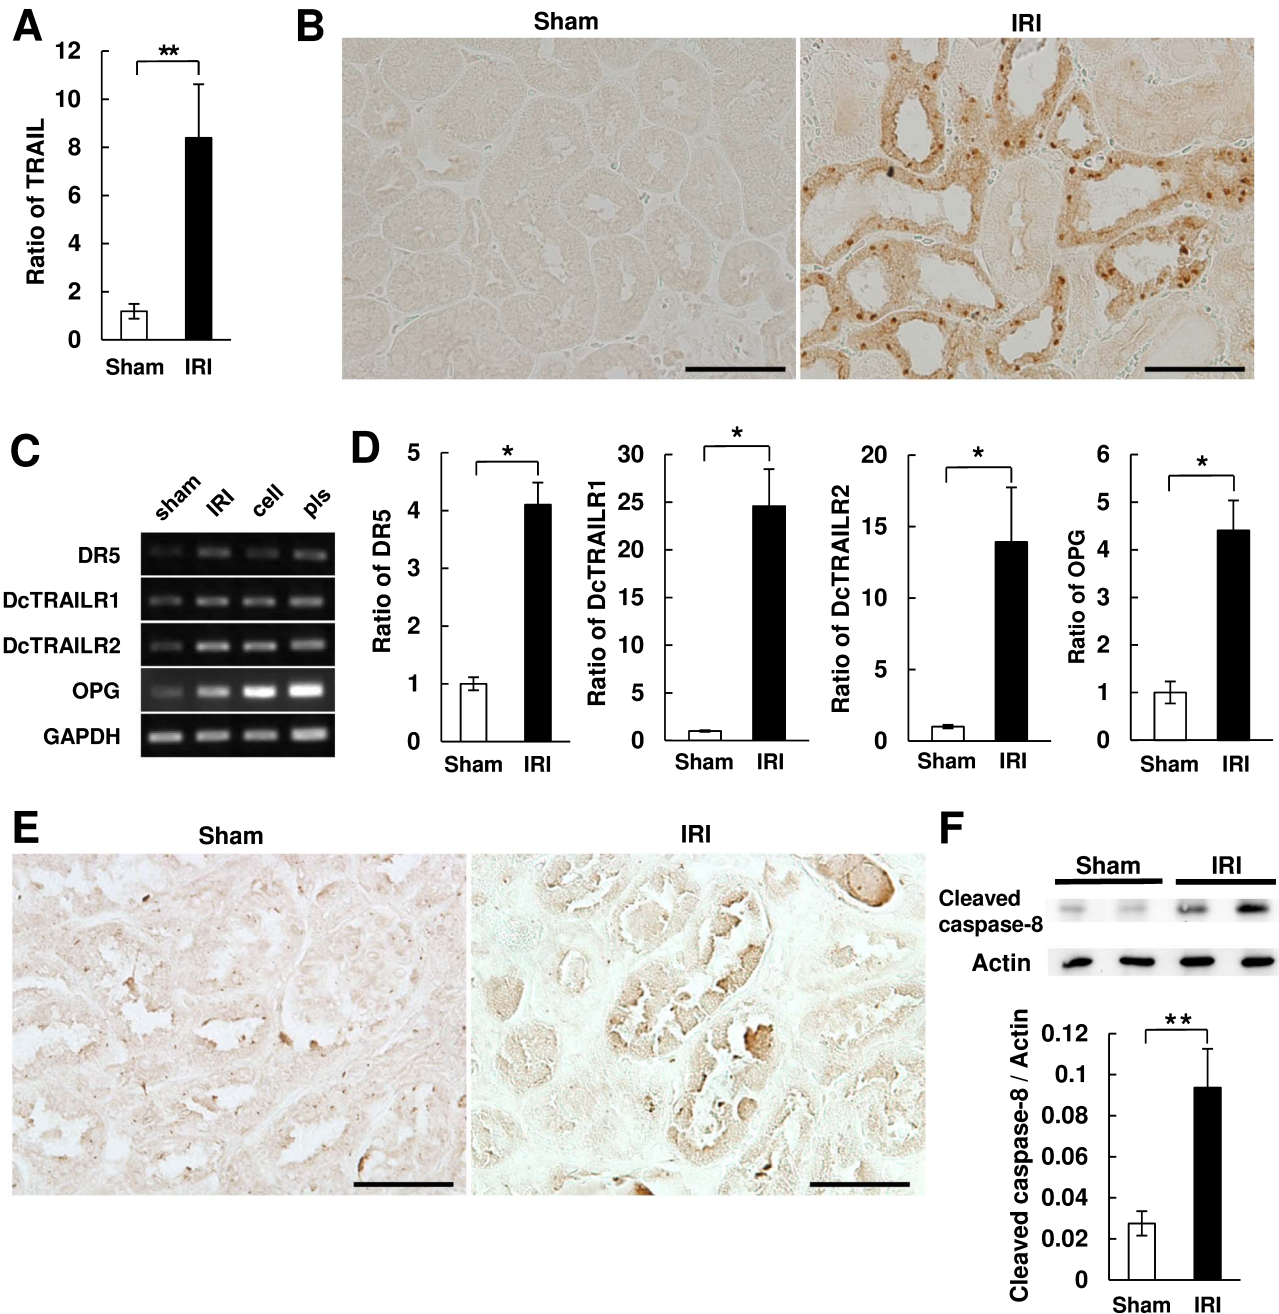 A
12
10
8
6
4
2
0
Ratio of TRAIL
**
Sham IRI
B
Sham IRI
C
sham IRI cell pls
DR5
DcTRAILR1
DcTRAILR2
OPG
GAPDH
D
5
4
3
2
1
0
Ratio of DR5
*
Sham IRI
30
25
20
15
10
5
0
Ratio of DcTRAILR1
*
Sham IRI
20
15
10
5
0
Ratio of DcTRAILR2
*
Sham IRI
6
5
4
3
2
1
0
Ratio of OPG
*
Sham IRI
E
Sham IRI
F
Sham IRI
Cleaved
caspase-8
Actin
0.12
0.1
0.08
0.06
0.04
0.02
0
Cleaved caspase-8 / Actin
**
Sham IRI